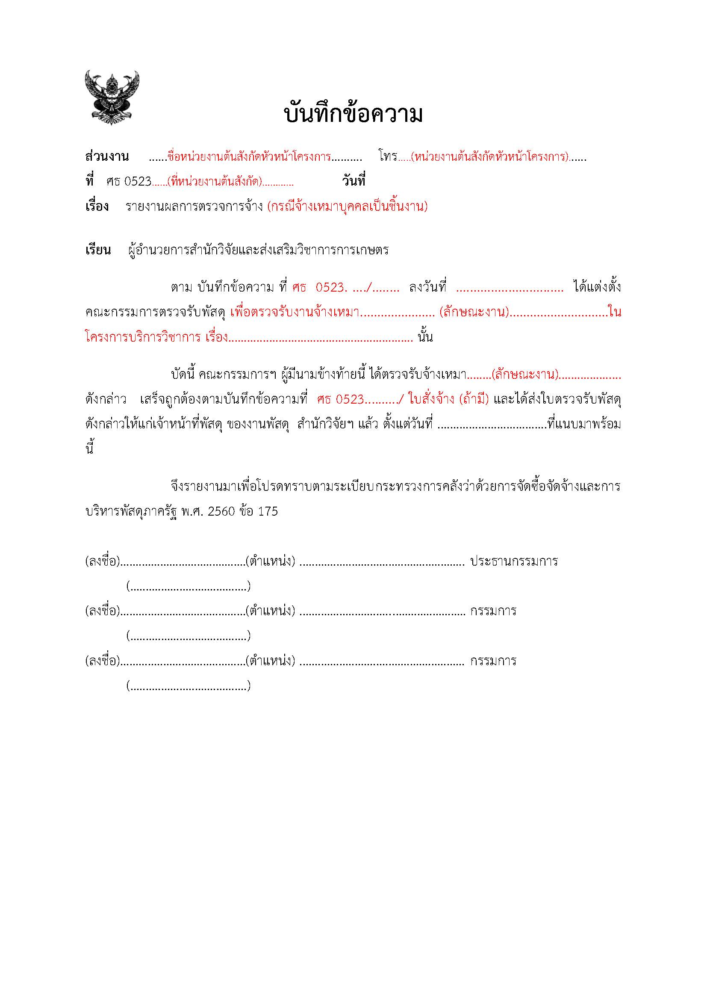 บันทึกข้อความ
ส่วนงาน ......ชื่อหน่วยงานต้นสังกัดหัวหน้าโครงการ.......... โทร.....(หน่วยงานต้นสังกัดหัวหน้าโครงการ)......
ที่ ศธ 0523......(ที่หน่วยงานต้นสังกัด)............ วันที่
เรื่อง รายงานผลการตรวจการจ้าง (กรณีจ้างเหมาบุคคลเป็นชิ้นงาน)
เรียน ผู้อำนวยการสำนักวิจัยและส่งเสริมวิชาการการเกษตร
ตาม บันทึกข้อความ ที่ ศธ 0523. ..../........ ลงวันที่ ............................... ได้แต่งตั้ง
คณะกรรมการตรวจรับพัสดุ เพื่อตรวจรับงานจ้างเหมา..................... (ลักษณะงาน)............................ใน
โครงการบริการวิชาการ เรื่อง.......................................................... นั้น
บัดนี้ คณะกรรมการฯ ผู้มีนามข้างท้ายนี้ ได้ตรวจรับจ้างเหมา........(ลักษณะงาน)....................
ดังกล่าว เสร็จถูกต้องตามบันทึกข้อความที่ ศธ 0523........../ ใบสั่งจ้าง (ถ้ามี) และได้ส่งใบตรวจรับพัสดุ
ดังกล่าวให้แก่เจ้าหน้าที่พัสดุ ของงานพัสดุ สำนักวิจัยฯ แล้ว ตั้งแต่วันที่ ...................................ที่แนบมาพร้อม
นี้
จึงรายงานมาเพื่อโปรดทราบตามระเบียบกระทรวงการคลังว่าด้วยการจัดซื้อจัดจ้างและการ
บริหารพัสดุภาครัฐ พ.ศ. 2560 ข้อ 175
(ลงชื่อ).........................................(ตำแหน่ง) ...................................................... ประธานกรรมการ
(......................................)
(ลงชื่อ).........................................(ตำแหน่ง) ...................................................... กรรมการ
(......................................)
(ลงชื่อ).........................................(ตำแหน่ง) ...................................................... กรรมการ
(......................................)